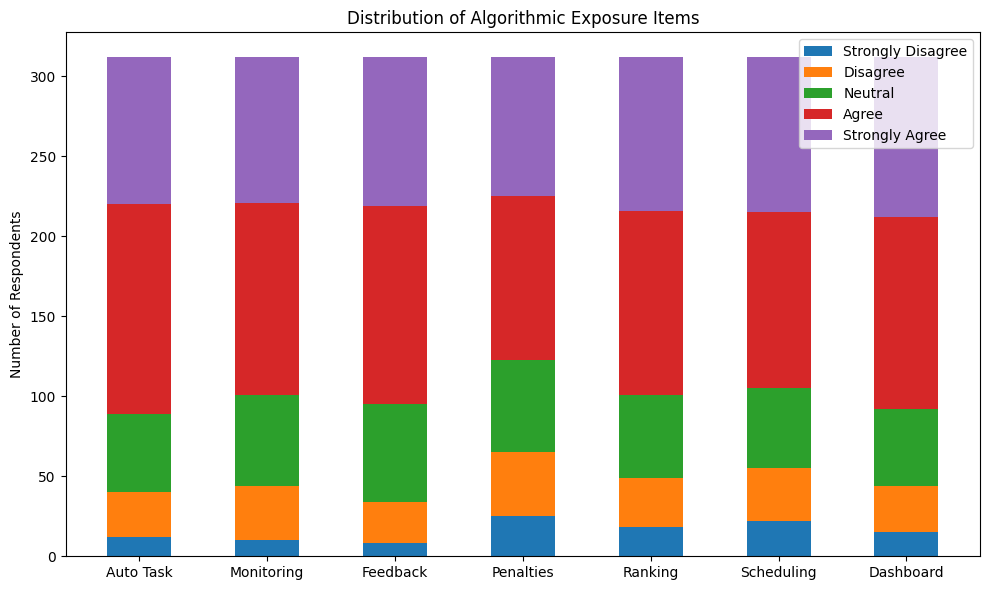 Distribution of Algorithmic Exposure Items
Strongly Disagree
Disagree
Neutral
Agree
Strongly Agree
Number of Respondents
300
250
200
150
100
50
0
Auto Task Monitoring Feedback Penalties Ranking Scheduling Dashboard